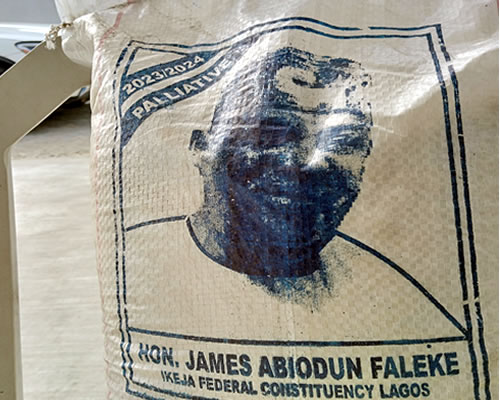 2023/2024
PALLIATIVE
HON. JAMES ABIODUN FALEKE
IKEJA FEDERAL CONSTITUENCY LAGOS